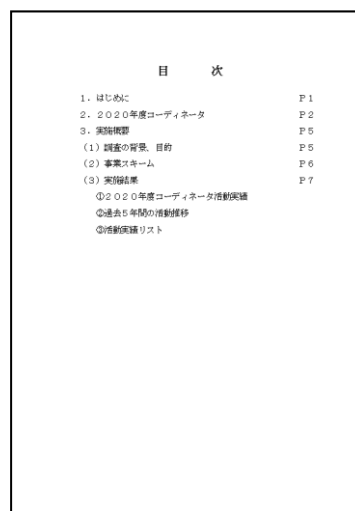 目　　次
1．はじめに　P1
2．2020年度コーディネータ　P2
3．実施概要　P5
（1）調査の背景、目的　P5
（2）事業スキーム　P6
（3）実施結果　P7
①2020年度コーディネータ活動実績
②過去5年間の活動推移
③活動実績リスト